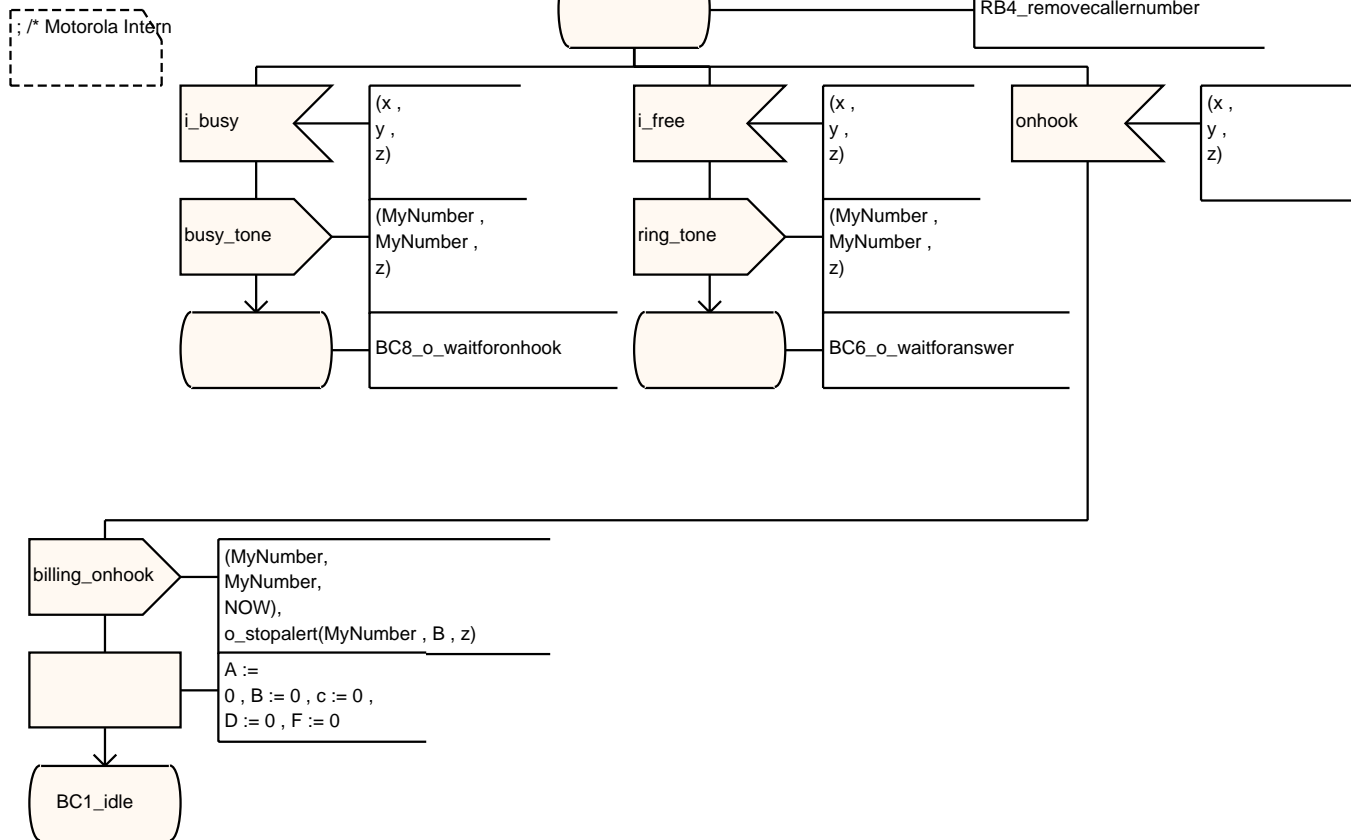 RB4_removecallernumber
; /* Motorola Intern
i_busy
(x ,
y ,
z)
i_free
(x ,
y ,
z)
onhook
(x ,
y ,
z)
busy_tone
(MyNumber ,
MyNumber ,
z)
ring_tone
(MyNumber ,
MyNumber ,
z)
BC8_o_waitforonhook
BC6_o_waitforanswer
billing_onhook
(MyNumber,
MyNumber,
NOW),
o_stopalert(MyNumber , B , z)
A :=
0 , B := 0 , c := 0 ,
D := 0 , F := 0
BC1_idle